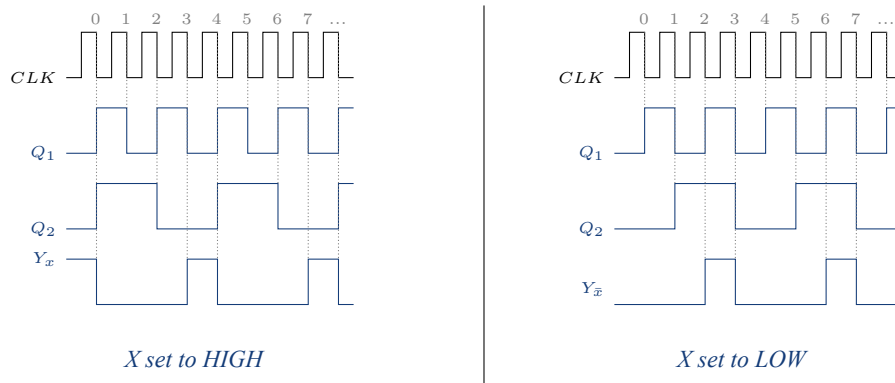 0 1 2 3 4 5 6 7 ...
CLK
Q₁
Q₂
Yₓ
X set to HIGH
0 1 2 3 4 5 6 7 ...
CLK
Q₁
Q₂
Yₓ̄
X set to LOW